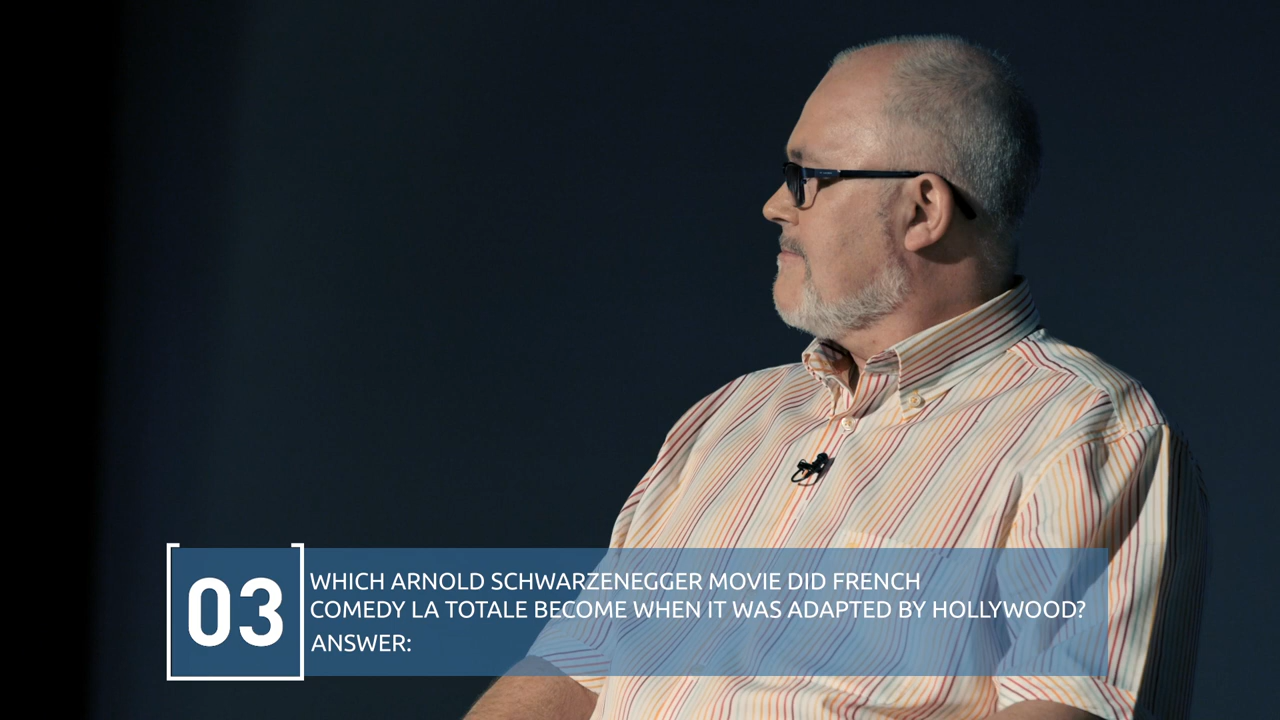 03
WHICH ARNOLD SCHWARZENEGGER MOVIE DID FRENCH
COMEDY LA TOTALE BECOME WHEN IT WAS ADAPTED BY HOLLYWOOD?
ANSWER: